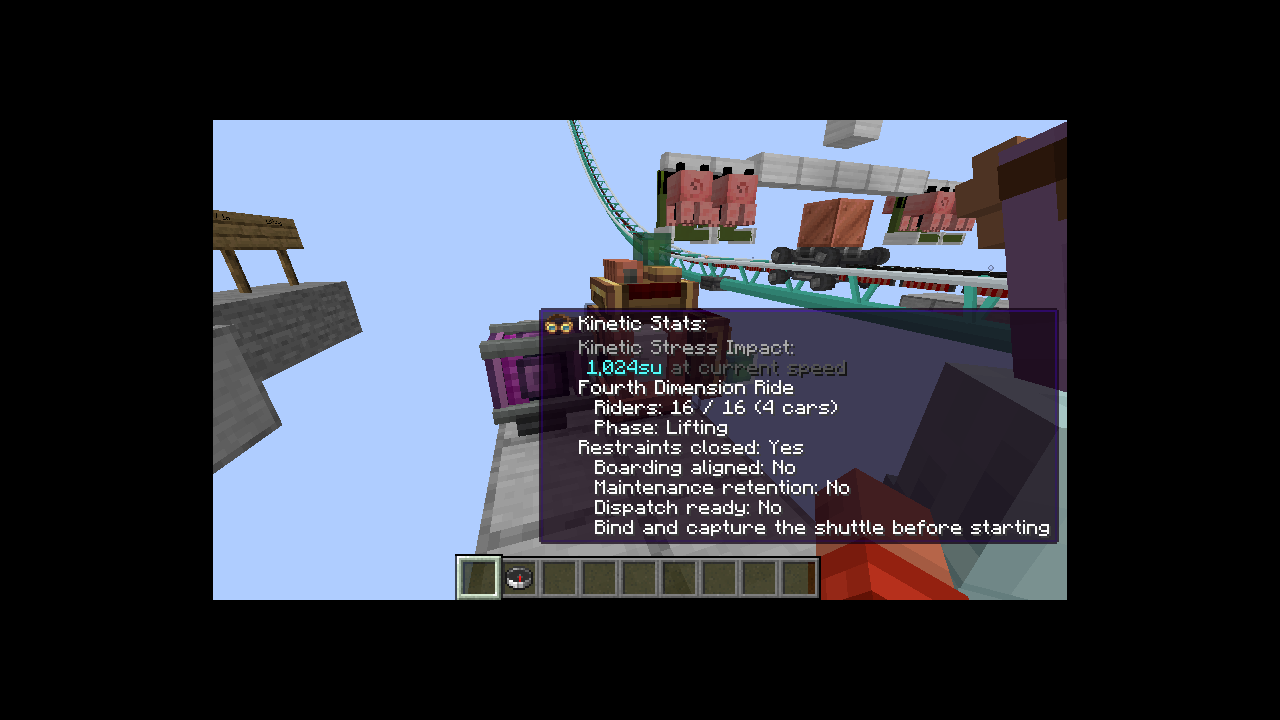 Kinetic Stats:
Kinetic Stress Impact:
1,024su at current speed
Fourth Dimension Ride
Riders: 16 / 16 (4 cars)
Phase: Lifting
Restraints closed: Yes
Boarding aligned: No
Maintenance retention: No
Dispatch ready: No
Bind and capture the shuttle before starting